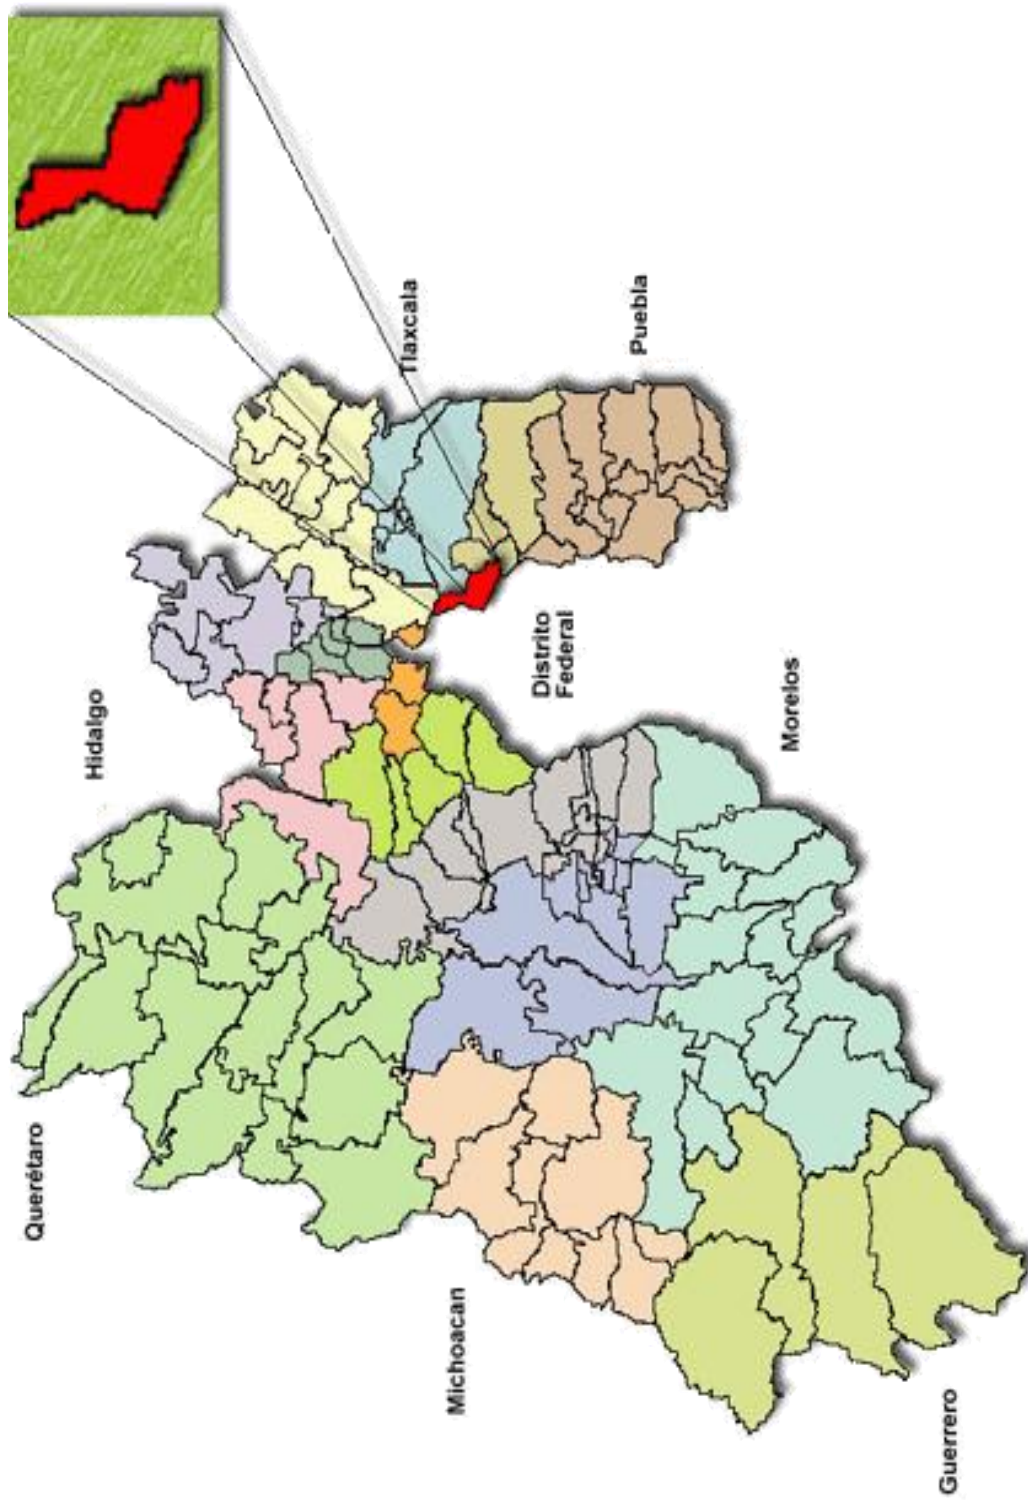 Querétaro
Hidalgo
Tlaxcala
Michoacan
Distrito
Federal
Puebla
Morelos
Guerrero